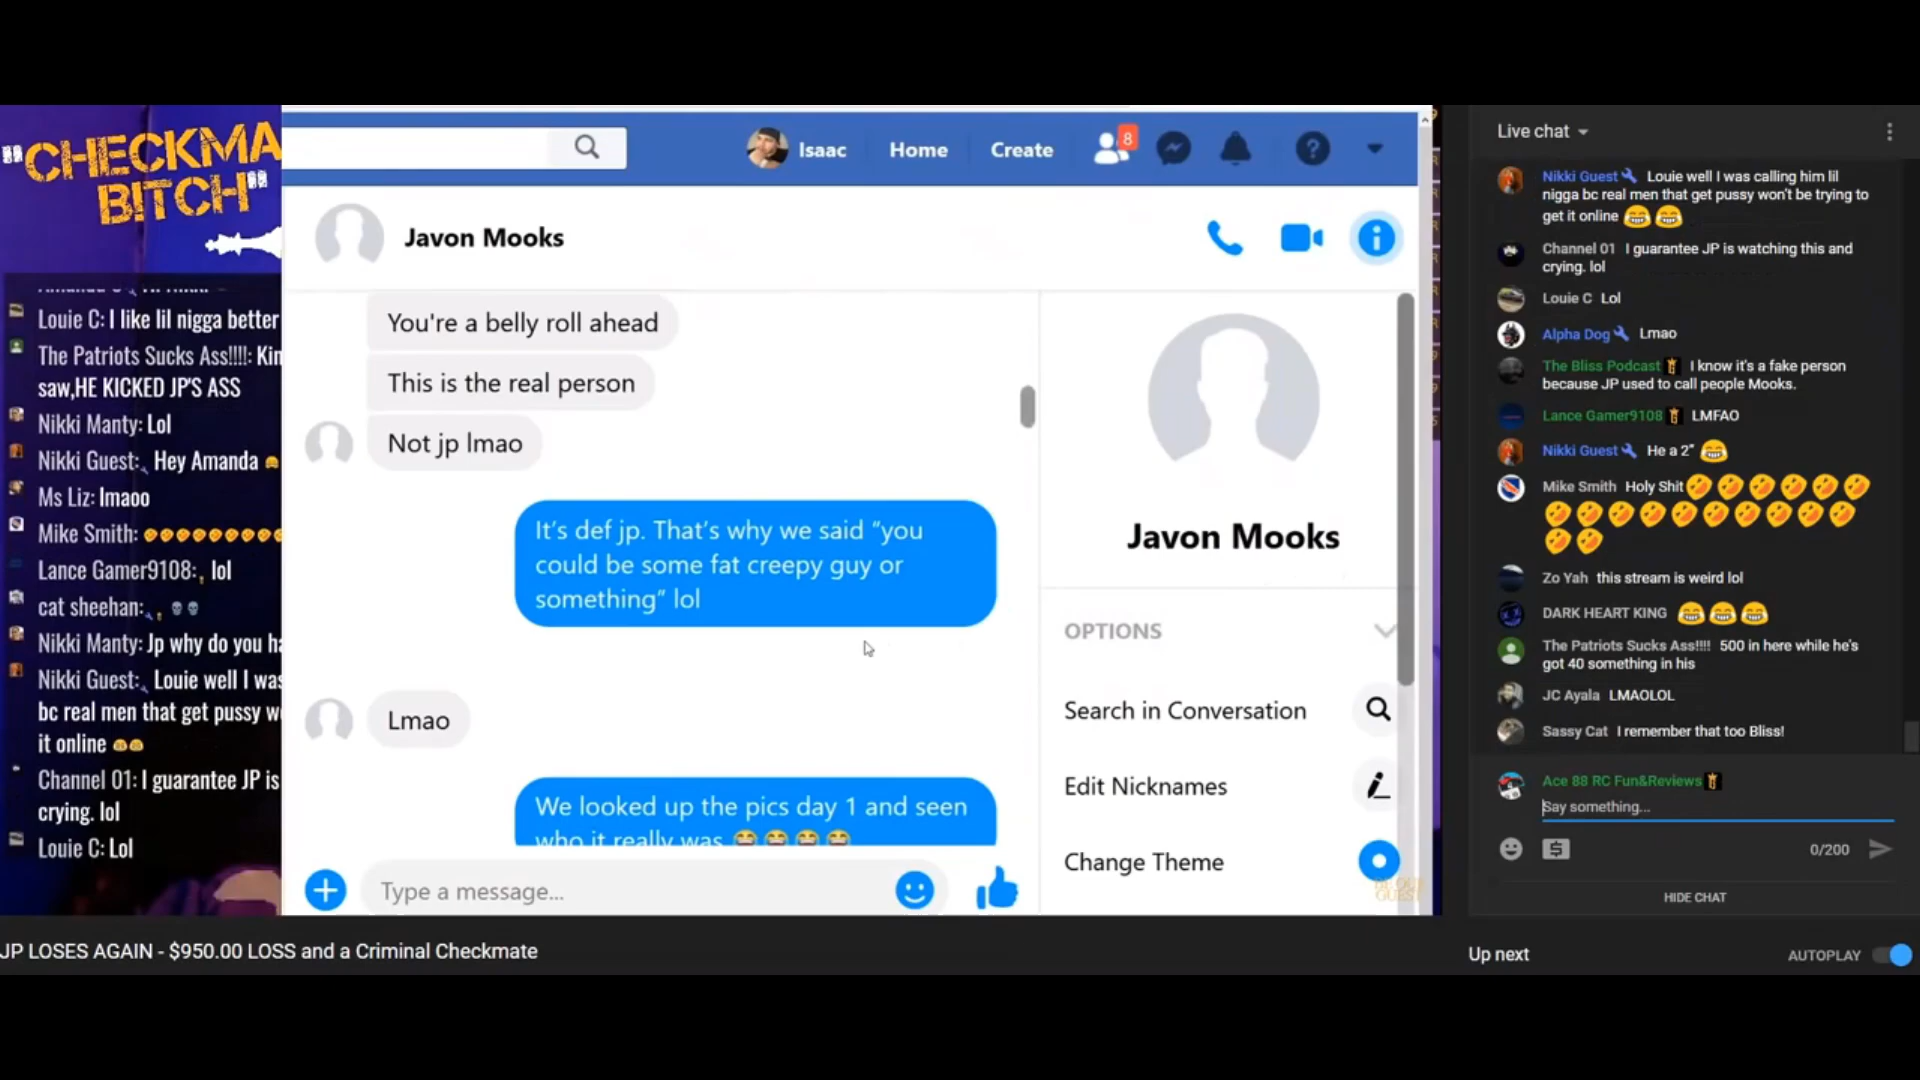 "CHECKMA
BITCH"
Louie C: I like lil nigga better
The Patriots Sucks Ass!!!!: Kin
saw,HE KICKED JP'S ASS
Nikki Manty: Lol
Nikki Guest: Hey Amanda
Ms Liz: lmaoo
Mike Smith:
Lance Gamer9108: lol
cat sheehan:
Nikki Manty: Jp why do you ha
Nikki Guest: Louie well I was
bc real men that get pussy w
it online
Channel 01: I guarantee JP is
crying. lol
Louie C: Lol
Isaac Home Create 8
Javon Mooks
You're a belly roll ahead
This is the real person
Not jp lmao
It's def jp. That's why we said “you
could be some fat creepy guy or
something” lol
Lmao
We looked up the pics day 1 and seen
who it really was 😂😂😂😂
Type a message...
Javon Mooks
OPTIONS
Search in Conversation
Edit Nicknames
Change Theme
BE OUR
GUEST
Live chat
Nikki Guest Louie well I was calling him lil
nigga bc real men that get pussy won't be trying to
get it online 😂😂
Channel 01 I guarantee JP is watching this and
crying. lol
Louie C Lol
Alpha Dog Lmao
The Bliss Podcast I know it's a fake person
because JP used to call people Mooks.
Lance Gamer9108 LMFAO
Nikki Guest He a 2" 😂
Mike Smith Holy Shit🤣🤣🤣🤣🤣🤣
🤣🤣🤣🤣🤣🤣🤣🤣🤣🤣
🤣🤣
Zo Yah this stream is weird lol
DARK HEART KING 😂😂😂
The Patriots Sucks Ass!!!! 500 in here while he's
got 40 something in his
JC Ayala LMAOLOL
Sassy Cat I remember that too Bliss!
Ace 88 RC Fun&Reviews
Say something...
0/200
HIDE CHAT
JP LOSES AGAIN - $950.00 LOSS and a Criminal Checkmate
Up next
AUTOPLAY